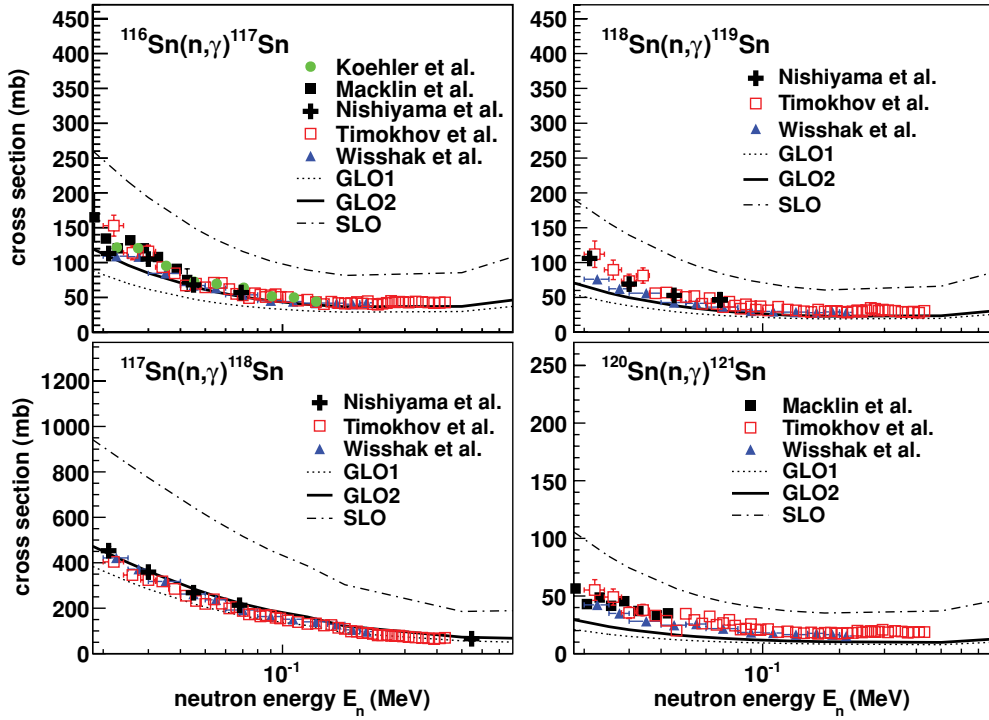 ¹¹⁶Sn(n,γ)¹¹⁷Sn
Koehler et al.
Macklin et al.
Nishiyama et al.
Timokhov et al.
Wisshak et al.
GLO1
GLO2
SLO
cross section (mb)
450
400
350
300
250
200
150
100
50
0
¹¹⁸Sn(n,γ)¹¹⁹Sn
Nishiyama et al.
Timokhov et al.
Wisshak et al.
GLO1
GLO2
SLO
450
400
350
300
250
200
150
100
50
0
¹¹⁷Sn(n,γ)¹¹⁸Sn
Nishiyama et al.
Timokhov et al.
Wisshak et al.
GLO1
GLO2
SLO
cross section (mb)
1200
1000
800
600
400
200
0
10⁻¹
neutron energy Eₙ (MeV)
¹²⁰Sn(n,γ)¹²¹Sn
Macklin et al.
Timokhov et al.
Wisshak et al.
GLO1
GLO2
SLO
250
200
150
100
50
0
10⁻¹
neutron energy Eₙ (MeV)